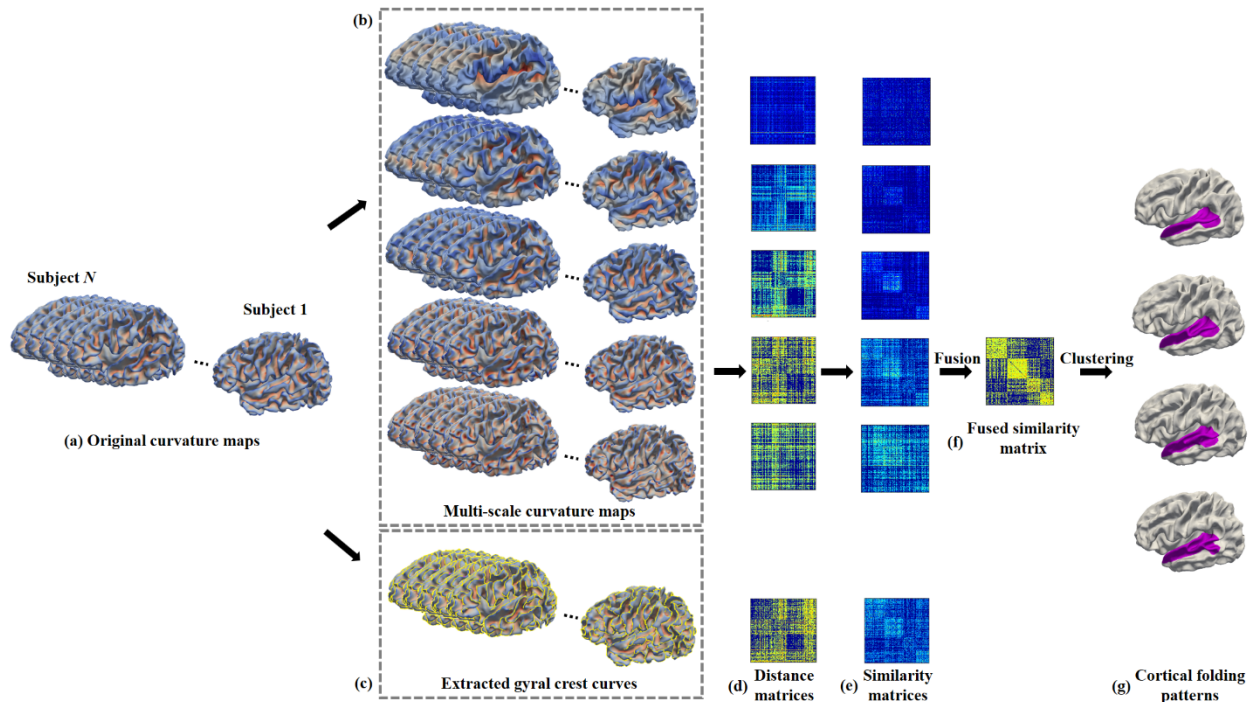 (b)
Subject N
Subject 1
(a) Original curvature maps
Multi-scale curvature maps
(c)
Extracted gyral crest curves
(d) Distance
matrices
(e) Similarity
matrices
Fusion
(f)
Fused similarity
matrix
Clustering
(g) Cortical folding
patterns